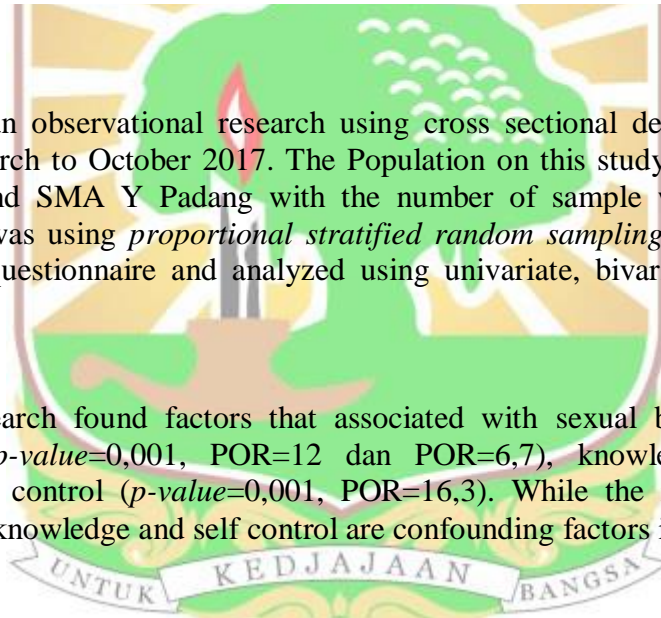 an observational research using cross sectional de
rch to October 2017. The Population on this study
nd SMA Y Padang with the number of sample
was using proportional stratified random sampling
questionnaire and analyzed using univariate, bivar
earch found factors that associated with sexual b
p-value=0,001, POR=12 dan POR=6,7), knowle
control (p-value=0,001, POR=16,3). While the
knowledge and self control are confounding factors
UNTUK KEDJAJAAN BANGSA